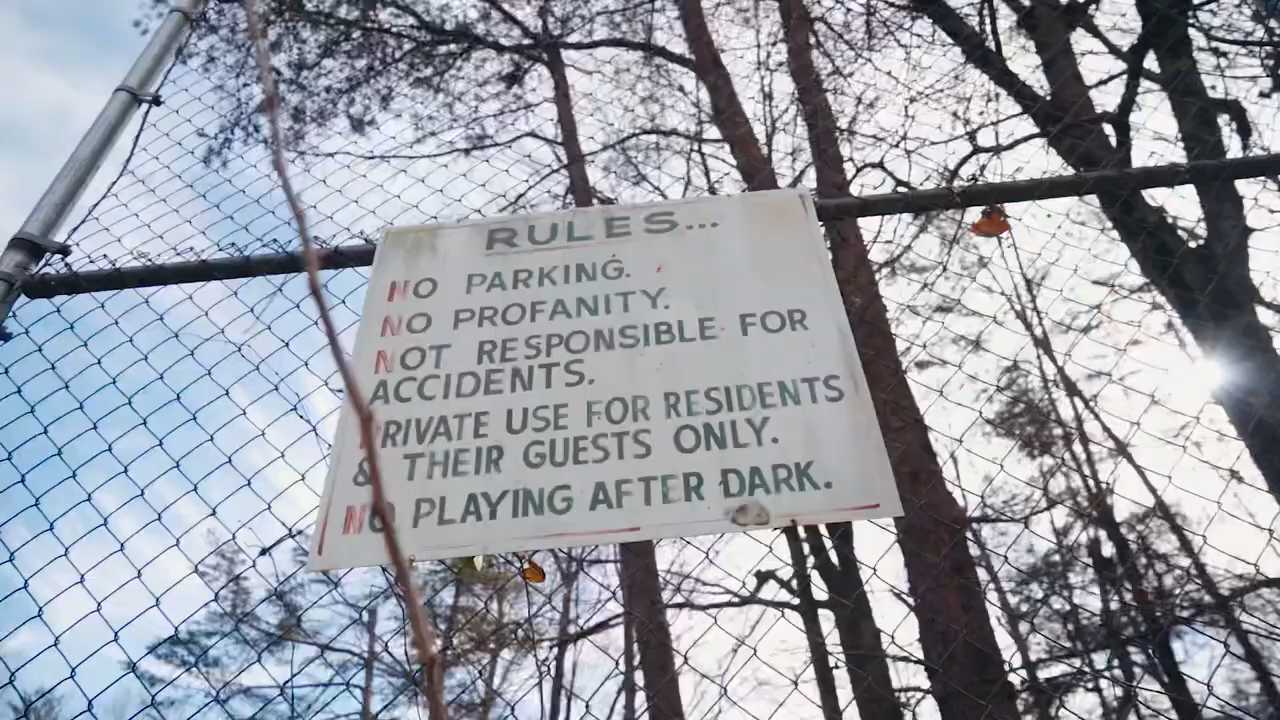 RULES...
NO PARKING.
NO PROFANITY.
NOT RESPONSIBLE FOR
ACCIDENTS.
PRIVATE USE FOR RESIDENTS
& THEIR GUESTS ONLY.
NO PLAYING AFTER DARK.